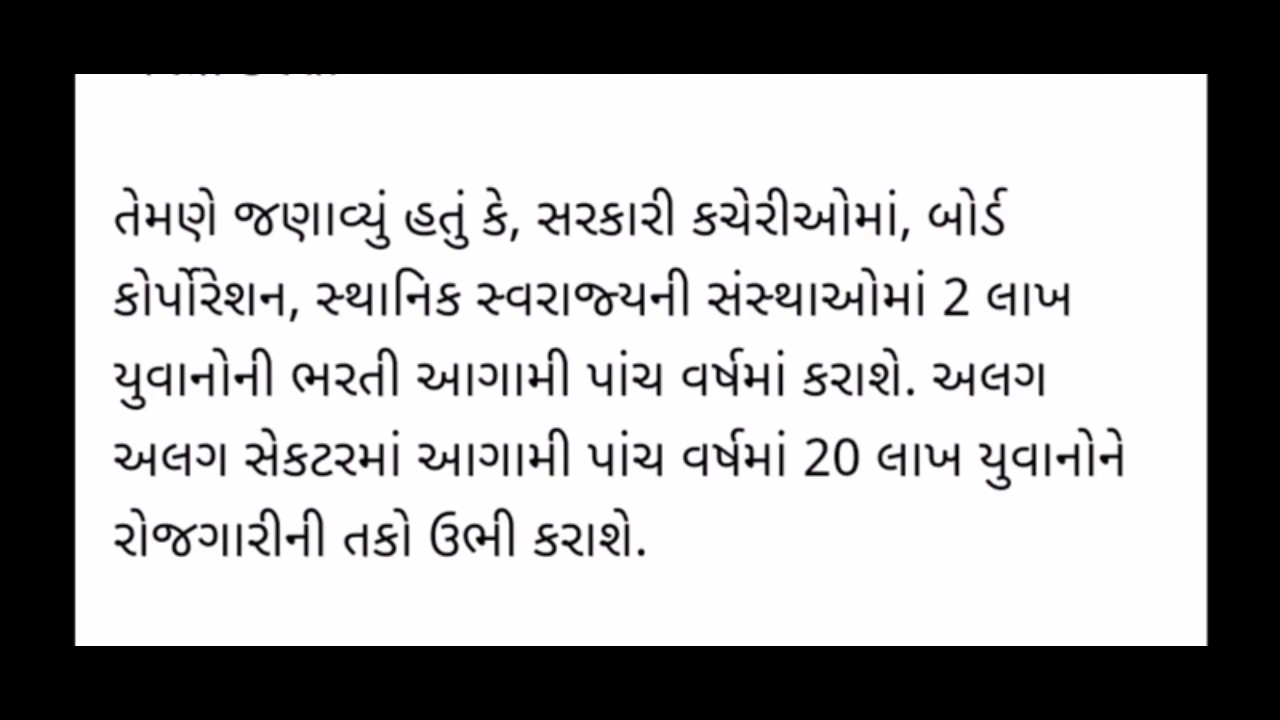 તેમણે જણાવ્યું હતું કે, સરકારી કચેરીઓમાં, બોર્ડ
કોર્પોરેશન, સ્થાનિક સ્વરાજ્યની સંસ્થાઓમાં 2 લાખ
યુવાનોની ભરતી આગામી પાંચ વર્ષમાં કરાશે. અલગ
અલગ સેકટરમાં આગામી પાંચ વર્ષમાં 20 લાખ યુવાનોને
રોજગારીની તકો ઉભી કરાશે.